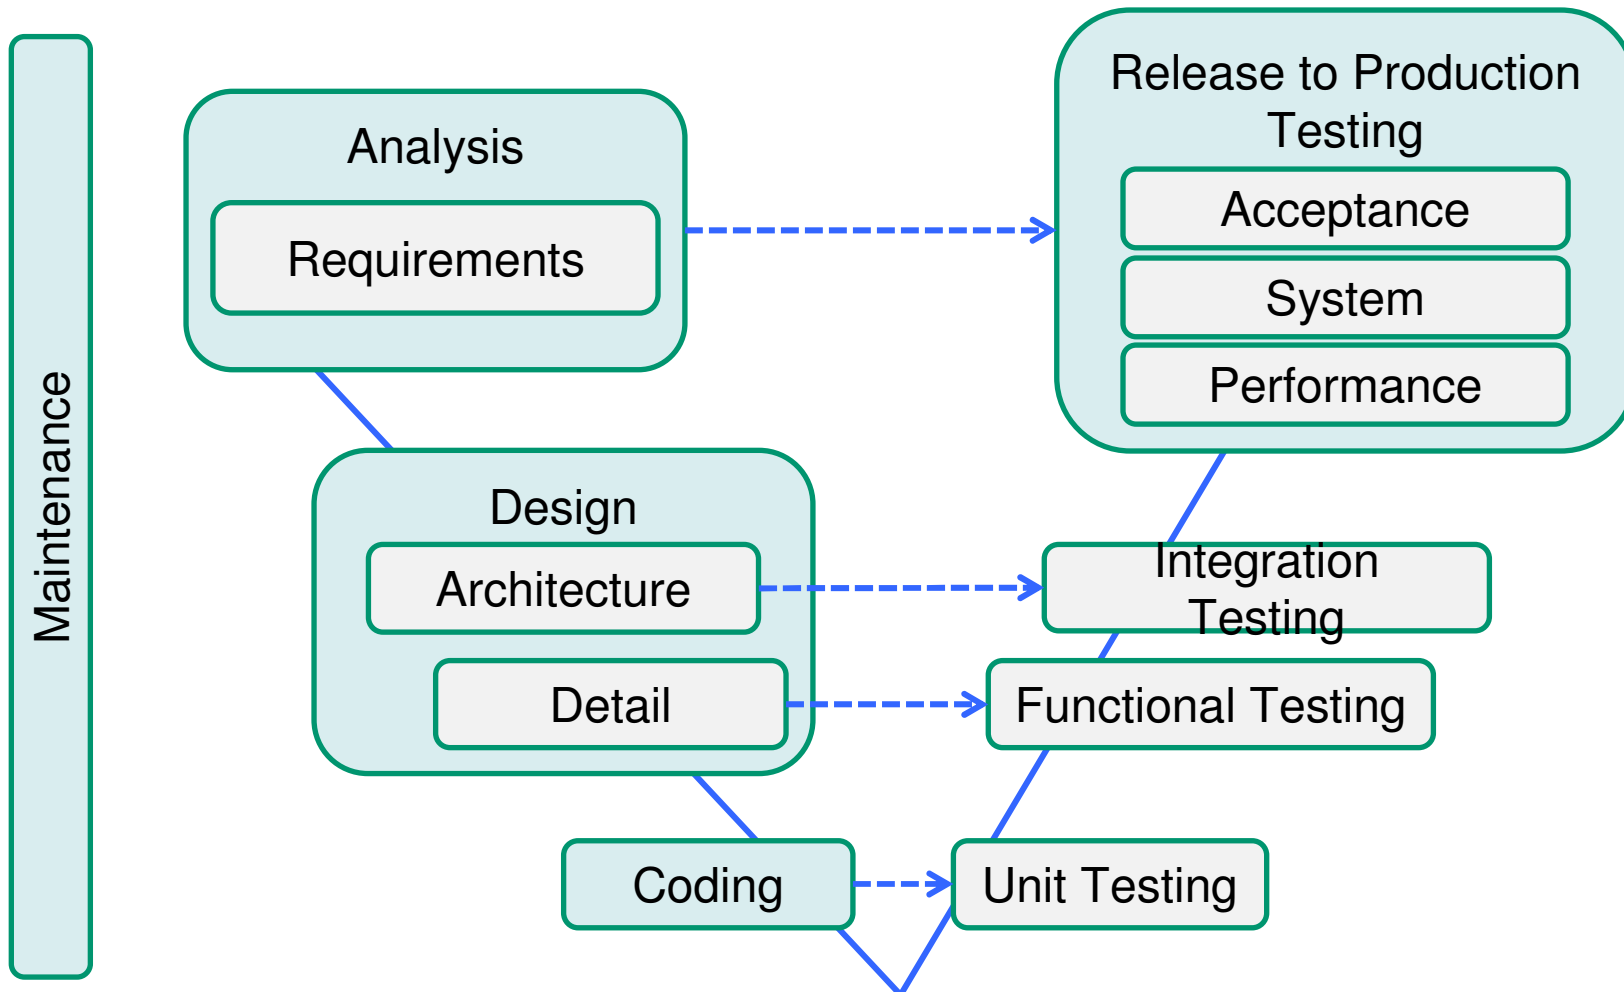 Maintenance
Analysis
Requirements
Release to Production
Testing
Acceptance
System
Performance
Design
Architecture
Detail
Integration
Testing
Functional Testing
Coding
Unit Testing